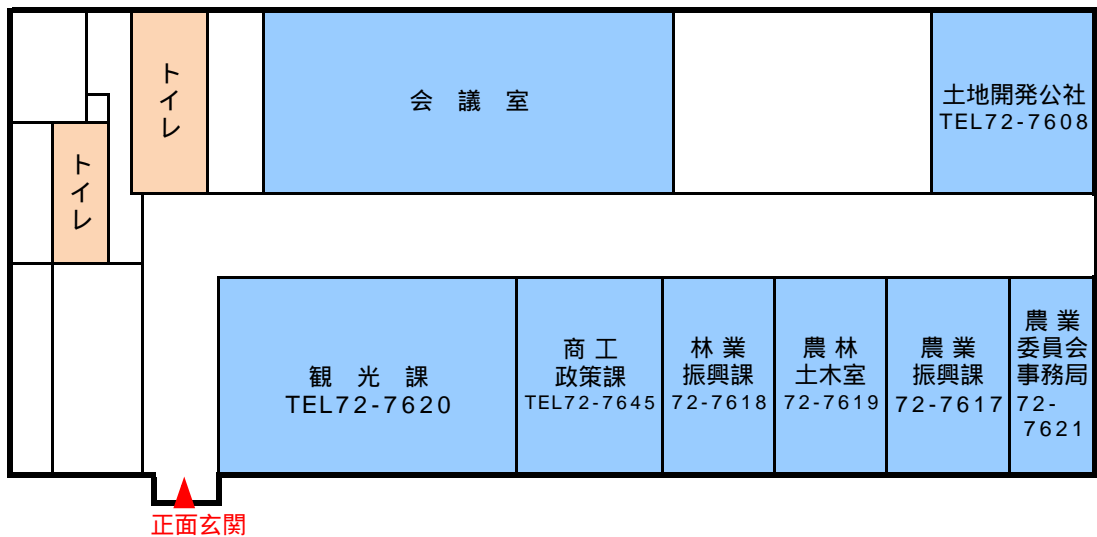 トイレ
会 議 室
土地開発公社
TEL72-7608
トイレ
観 光 課
TEL72-7620
商 工
政策課
TEL72-7645
林 業
振興課
72-7618
農 林
土木室
72-7619
農 業
振興課
72-7617
農 業
委員会
事務局
72-
7621
正面玄関